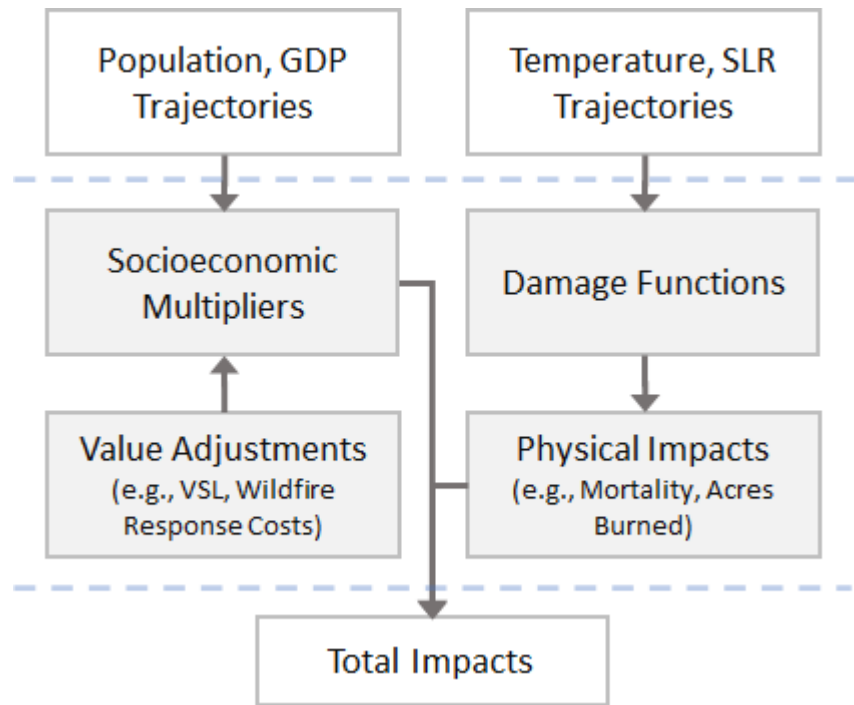 Population, GDP
Trajectories
Temperature, SLR
Trajectories
Socioeconomic
Multipliers
Damage Functions
Value Adjustments
(e.g., VSL, Wildfire
Response Costs)
Physical Impacts
(e.g., Mortality, Acres
Burned)
Total Impacts